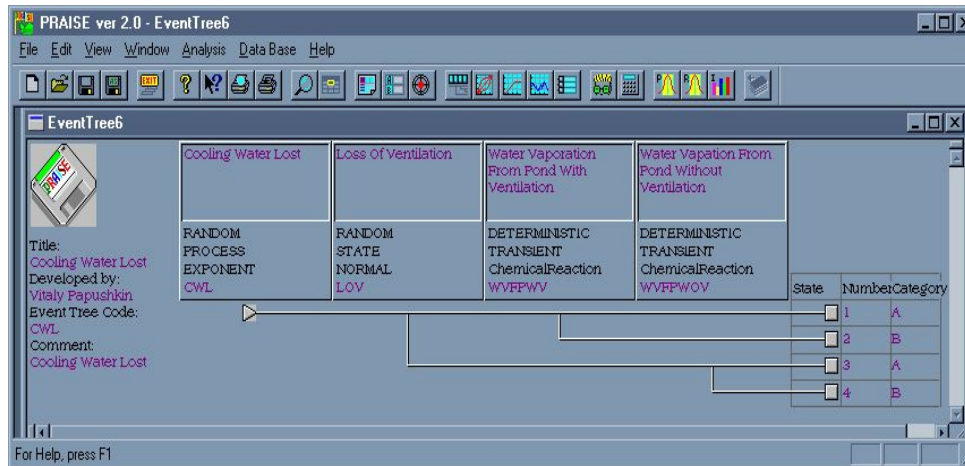 PRAISE ver 2.0 - EventTree6
File Edit View Window Analysis Data Base Help
EXIT
EventTree6
PRAISE
Title:
Cooling Water Lost
Developed by:
Vitaly Papushkin
Event Tree Code:
CWL
Comment:
Cooling Water Lost
Cooling Water Lost
RANDOM
PROCESS
EXPONENT
CWL
Loss Of Ventilation
RANDOM
STATE
NORMAL
LOV
Water Vaporation
From Pond With
Ventilation
DETERMINISTIC
TRANSIENT
ChemicalReaction
WVFPWV
Water Vapation From
Pond Without
Ventilation
DETERMINISTIC
TRANSIENT
ChemicalReaction
WVFPWOV
State Number Category
1 A
2 B
3 A
4 B
For Help, press F1